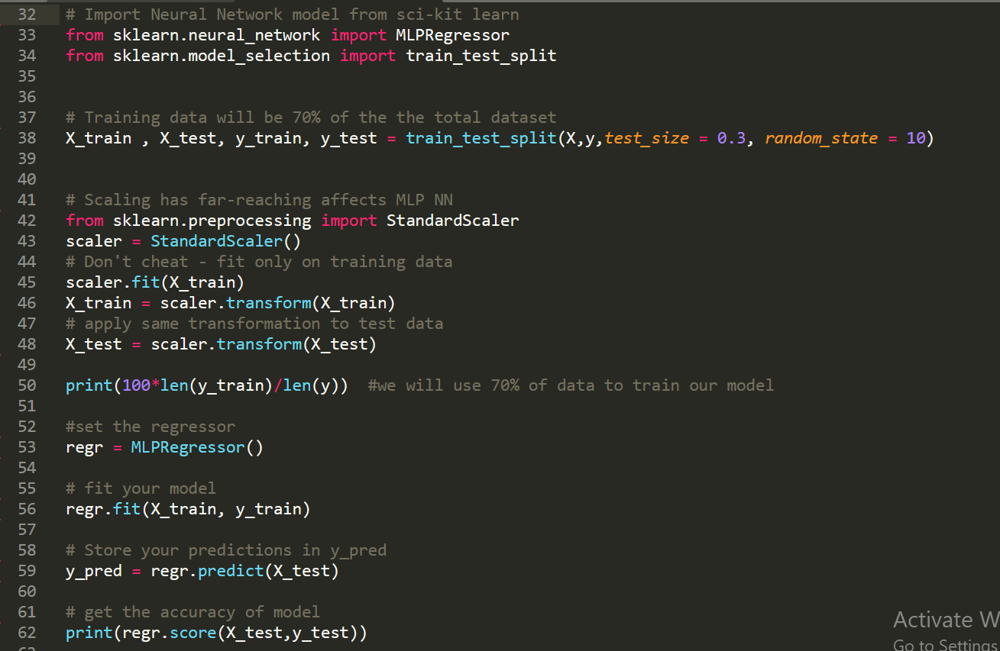 32 # Import Neural Network model from sci-kit learn
33 from sklearn.neural_network import MLPRegressor
34 from sklearn.model_selection import train_test_split
35
36
37 # Training data will be 70% of the the total dataset
38 X_train , X_test, y_train, y_test = train_test_split(X,y,test_size = 0.3, random_state = 10)
39
40
41 # Scaling has far-reaching affects MLP NN
42 from sklearn.preprocessing import StandardScaler
43 scaler = StandardScaler()
44 # Don't cheat - fit only on training data
45 scaler.fit(X_train)
46 X_train = scaler.transform(X_train)
47 # apply same transformation to test data
48 X_test = scaler.transform(X_test)
49
50 print(100*len(y_train)/len(y))  #we will use 70% of data to train our model
51
52 #set the regressor
53 regr = MLPRegressor()
54
55 # fit your model
56 regr.fit(X_train, y_train)
57
58 # Store your predictions in y_pred
59 y_pred = regr.predict(X_test)
60
61 # get the accuracy of model
62 print(regr.score(X_test,y_test))
Activate W
Go to Settings